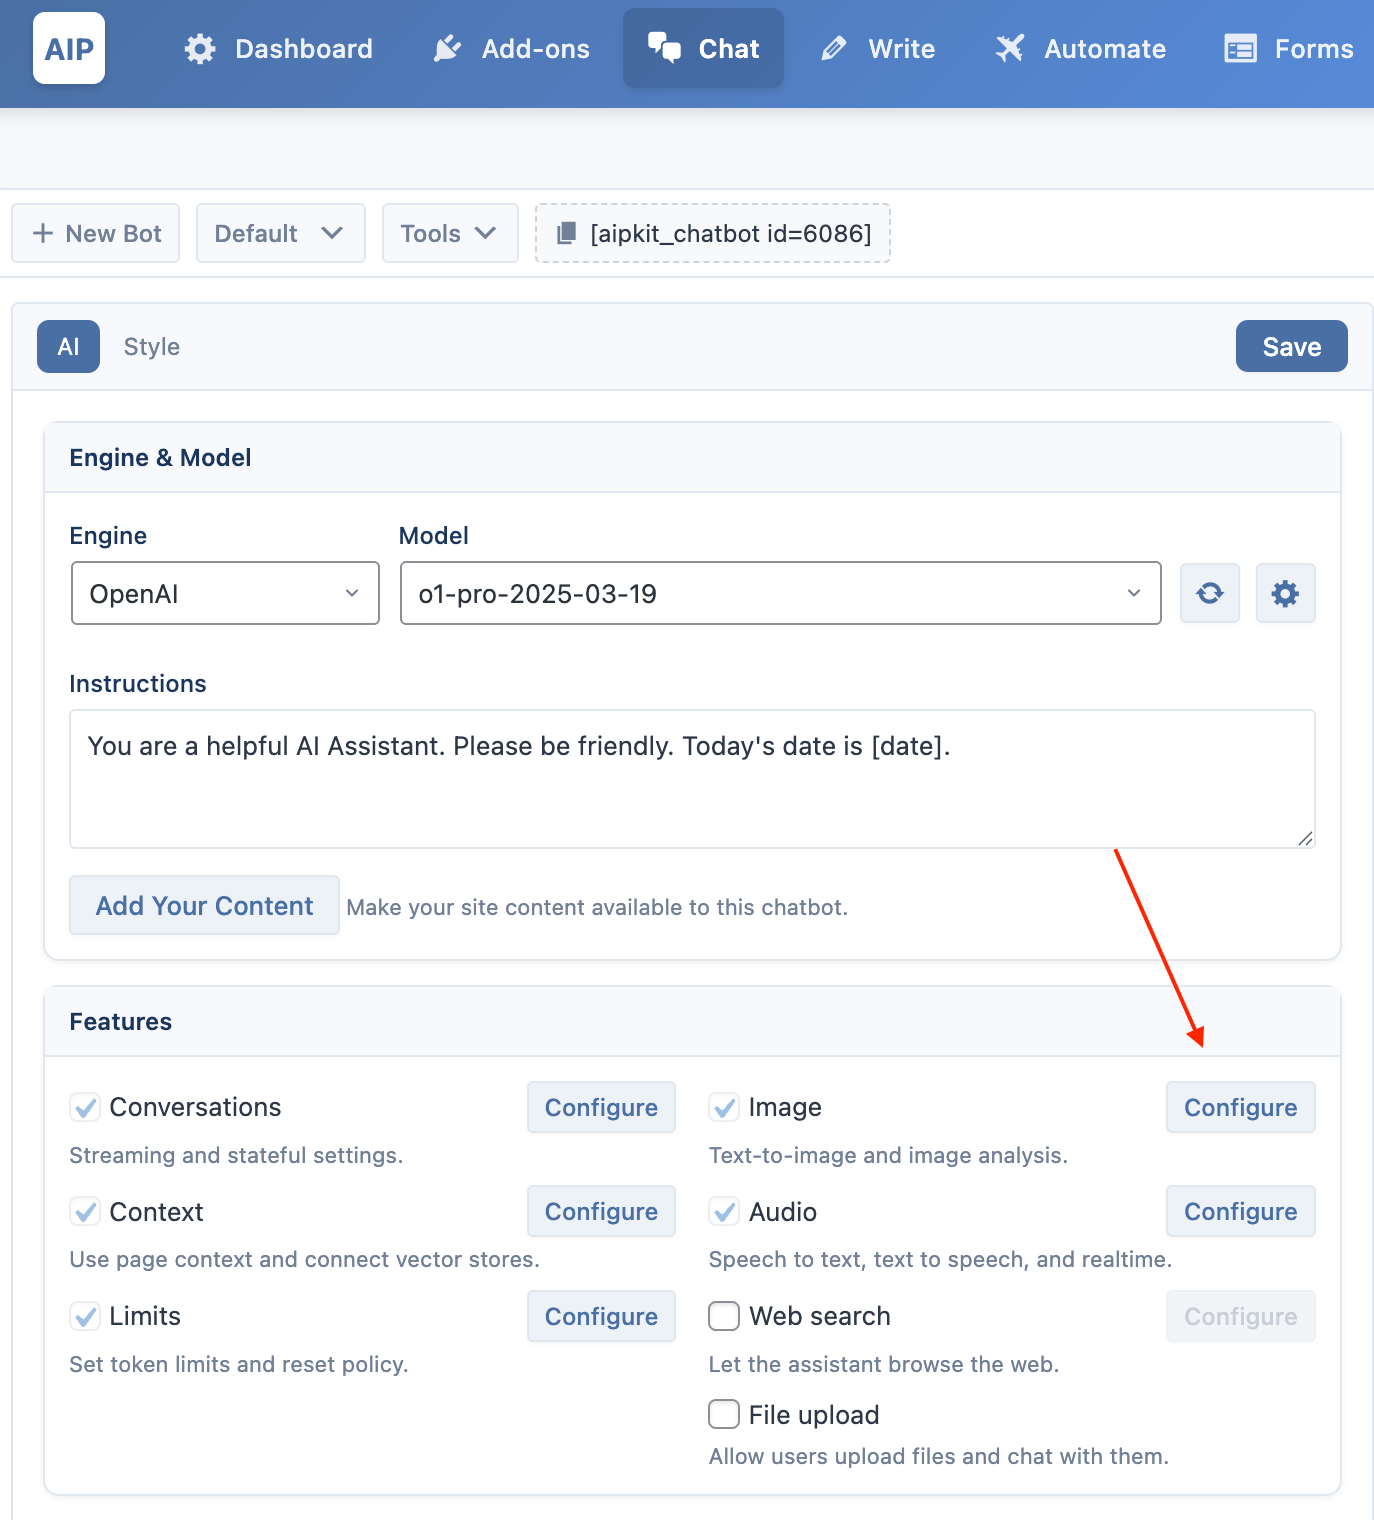 AIP Dashboard Add-ons Chat Write Automate Forms
New Bot Default Tools [aipkit_chatbot id=6086]
AI Style Save
Engine & Model
Engine Model
OpenAI o1-pro-2025-03-19
Instructions
You are a helpful AI Assistant. Please be friendly. Today's date is [date].
Add Your Content Make your site content available to this chatbot.
Features
Conversations Configure Image Configure
Streaming and stateful settings. Text-to-image and image analysis.
Context Configure Audio Configure
Use page context and connect vector stores. Speech to text, text to speech, and realtime.
Limits Configure Web search Configure
Set token limits and reset policy. Let the assistant browse the web.
File upload
Allow users upload files and chat with them.